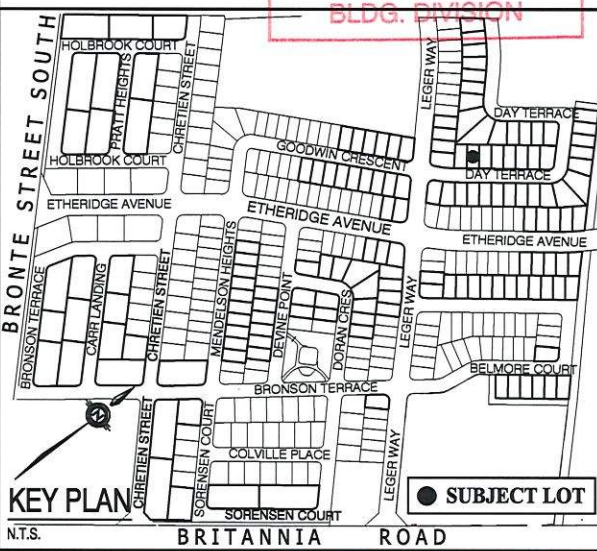 BLDG. DIVISION
HOLBROOK COURT
BRONTE STREET SOUTH
PRATT HEIGHTS
CHRETIEN STREET
HOLBROOK COURT
LEGER WAY
DAY TERRACE
GOODWIN CRESCENT
DAY TERRACE
ETHERIDGE AVENUE
ETHERIDGE AVENUE
ETHERIDGE AVENUE
BRONSON TERRACE
CARR LANDING
CHRETIEN STREET
MENDELSON HEIGHTS
DEVINE POINT
DORAN CRES
LEGER WAY
BELMORE COURT
BRONSON TERRACE
N
CHRETIEN STREET
SORENSEN COURT
COLVILLE PLACE
LEGER WAY
KEY PLAN
SORENSEN COURT
SUBJECT LOT
N.T.S.
BRITANNIA ROAD